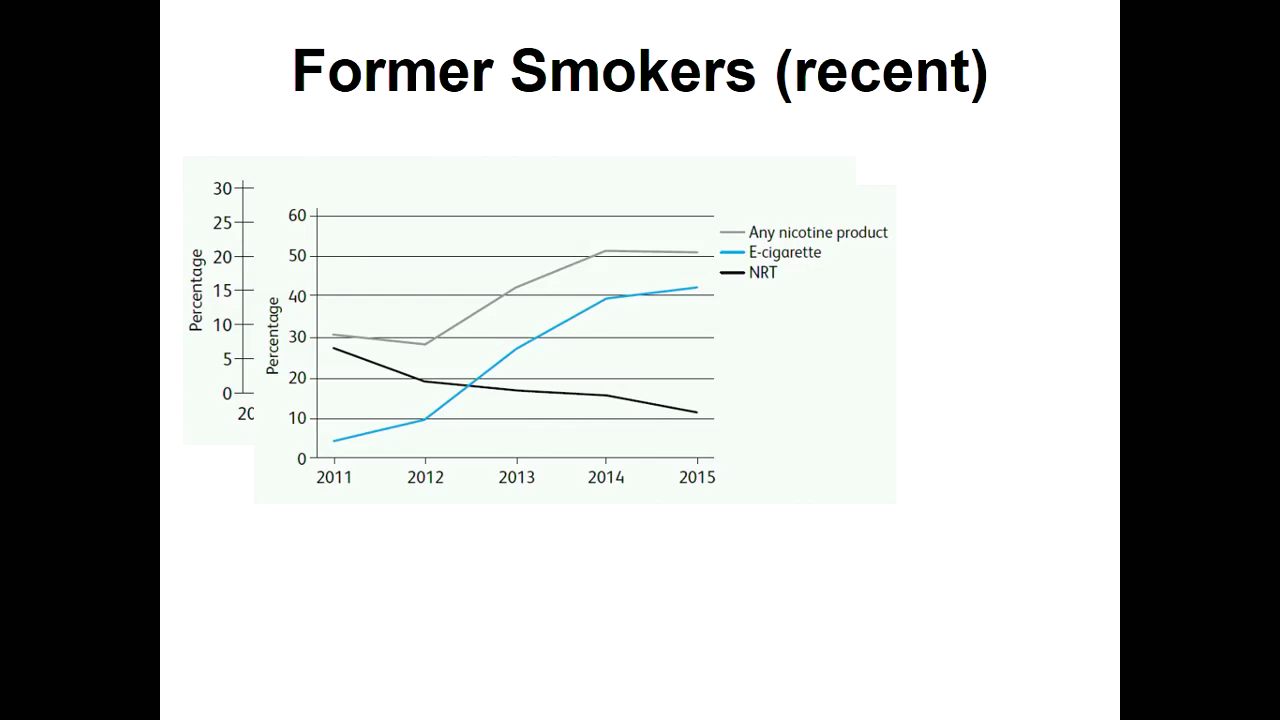 Former Smokers (recent)
30
25
20
15
10
5
0
20
Percentage
60
50
40
30
20
10
0
Percentage
2011 2012 2013 2014 2015
Any nicotine product
E-cigarette
NRT